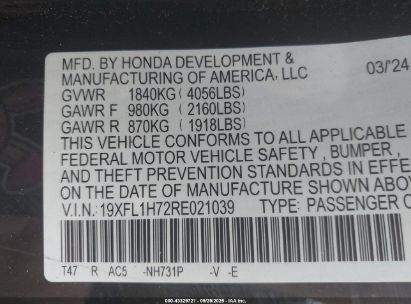 MFD. BY HONDA DEVELOPMENT &
MANUFACTURING OF AMERICA, LLC 03/'24
GVWR 1840KG (4056LBS)
GAWR F 980KG (2160LBS)
GAWR R 870KG (1918LBS)
THIS VEHICLE CONFORMS TO ALL APPLICABLE
FEDERAL MOTOR VEHICLE SAFETY, BUMPER,
AND THEFT PREVENTION STANDARDS IN EFFE
ON THE DATE OF MANUFACTURE SHOWN ABOV
V.I.N.: 19XFL1H72RE021039 TYPE: PASSENGER C
T47 R AC5 -NH731P -V -E